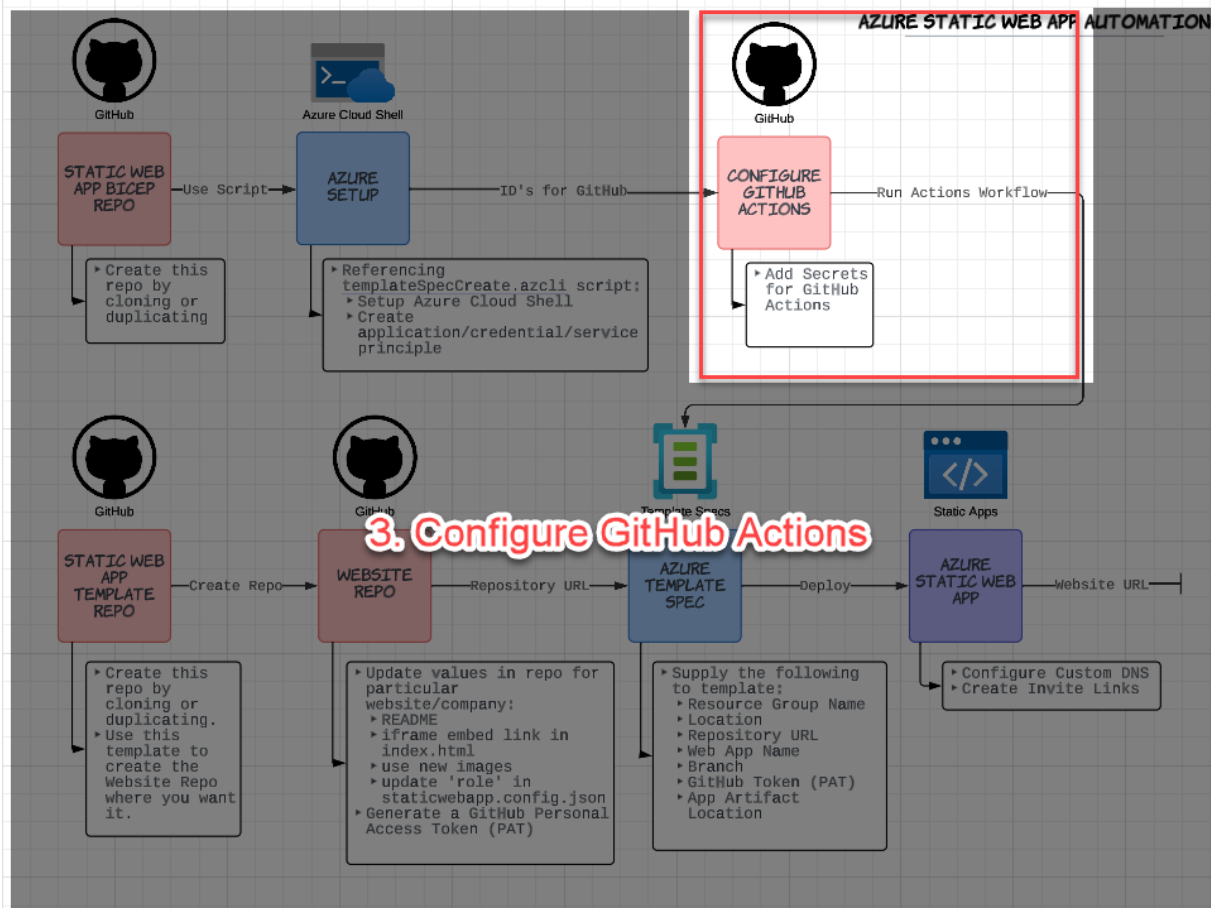 AZURE STATIC WEB APP AUTOMATION
GitHub
Azure Cloud Shell
GitHub
STATIC WEB
APP BICEP
REPO
Use Script
AZURE
SETUP
ID's for GitHub
CONFIGURE
GITHUB
ACTIONS
Run Actions Workflow
Create this
repo by
cloning or
duplicating
Referencing
templateSpecCreate.azcli script:
Setup Azure Cloud Shell
Create
application/credential/service
principle
Add Secrets
for GitHub
Actions
GitHub
GitHub
Template Specs
Static Apps
3. Configure GitHub Actions
STATIC WEB
APP
TEMPLATE
REPO
Create Repo
WEBSITE
REPO
Repository URL
AZURE
TEMPLATE
SPEC
Deploy
AZURE
STATIC WEB
APP
Website URL
Create this
repo by
cloning or
duplicating.
Use this
template to
create the
Website Repo
where you want
it.
Update values in repo for
particular
website/company:
README
iframe embed link in
index.html
use new images
update 'role' in
staticwebapp.config.json
Generate a GitHub Personal
Access Token (PAT)
Supply the following
to template:
Resource Group Name
Location
Repository URL
Web App Name
Branch
GitHub Token (PAT)
App Artifact
Location
Configure Custom DNS
Create Invite Links